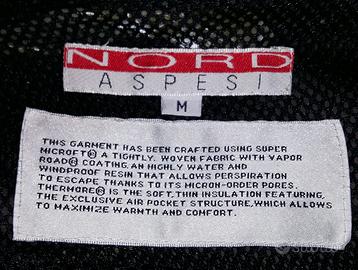 NORD
ASPESI
M
THIS GARMENT HAS BEEN CRAFTED USING SUPER
MICROFT® A TIGHTLY. WOVEN FABRIC WITH VAPOR
ROAD® COATING, AN HIGHLY WATER AND
WINDPROOF RESIN THAT ALLOWS PERSPIRATION
TO ESCAPE THANKS TO ITS MICRON-ORDER PORES
THERMORE® IS THE SOFT, THIN INSULATION FEATURING
THE EXCLUSIVE AIR POCKET STRUCTURE, WHICH ALLOWS
TO MAXIMIZE WARMTH AND COMFORT.
subito